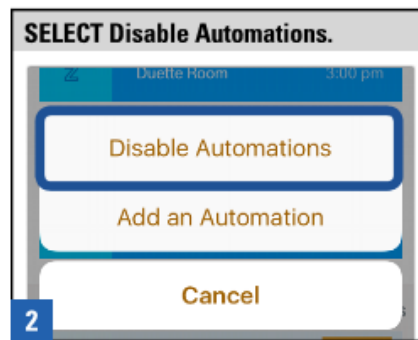 SELECT Disable Automations.
Duette Room 3:00 pm
Disable Automations
Add an Automation
Cancel
2